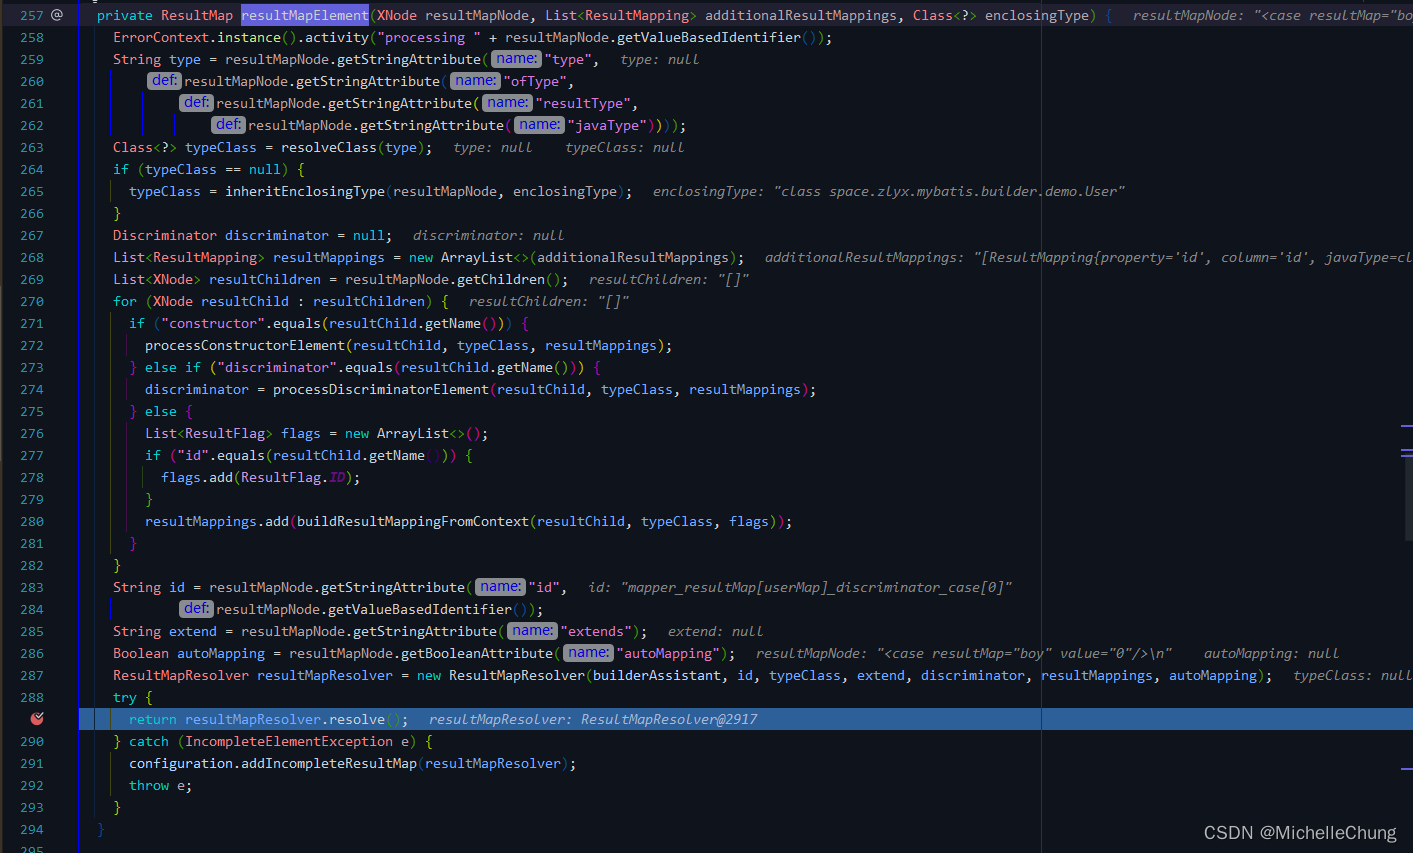 257 @ private ResultMap resultMapElement(XNode resultMapNode, List<ResultMapping> additionalResultMappings, Class<?> enclosingType) { resultMapNode: "<case resultMap="bo
258 ErrorContext.instance().activity("processing " + resultMapNode.getValueBasedIdentifier());
259 String type = resultMapNode.getStringAttribute( name: "type", type: null
260 def: resultMapNode.getStringAttribute( name: "ofType",
261 def: resultMapNode.getStringAttribute( name: "resultType",
262 def: resultMapNode.getStringAttribute( name: "javaType"))));
263 Class<?> typeClass = resolveClass(type); type: null typeClass: null
264 if (typeClass == null) {
265 typeClass = inheritEnclosingType(resultMapNode, enclosingType); enclosingType: "class space.zlyx.mybatis.builder.demo.User"
266 }
267 Discriminator discriminator = null; discriminator: null
268 List<ResultMapping> resultMappings = new ArrayList<>(additionalResultMappings); additionalResultMappings: "[ResultMapping{property='id', column='id', javaType=cl
269 List<XNode> resultChildren = resultMapNode.getChildren(); resultChildren: "[]"
270 for (XNode resultChild : resultChildren) { resultChildren: "[]"
271 if ("constructor".equals(resultChild.getName())) {
272 processConstructorElement(resultChild, typeClass, resultMappings);
273 } else if ("discriminator".equals(resultChild.getName())) {
274 discriminator = processDiscriminatorElement(resultChild, typeClass, resultMappings);
275 } else {
276 List<ResultFlag> flags = new ArrayList<>();
277 if ("id".equals(resultChild.getName())) {
278 flags.add(ResultFlag.ID);
279 }
280 resultMappings.add(buildResultMappingFromContext(resultChild, typeClass, flags));
281 }
282 }
283 String id = resultMapNode.getStringAttribute( name: "id", id: "mapper_resultMap[userMap]_discriminator_case[0]"
284 def: resultMapNode.getValueBasedIdentifier());
285 String extend = resultMapNode.getStringAttribute( name: "extends"); extend: null
286 Boolean autoMapping = resultMapNode.getBooleanAttribute( name: "autoMapping"); resultMapNode: "<case resultMap="boy" value="0"/>\n" autoMapping: null
287 ResultMapResolver resultMapResolver = new ResultMapResolver(builderAssistant, id, typeClass, extend, discriminator, resultMappings, autoMapping); typeClass: null
288 try {
return resultMapResolver.resolve(); resultMapResolver: ResultMapResolver@2917
290 } catch (IncompleteElementException e) {
291 configuration.addIncompleteResultMap(resultMapResolver);
292 throw e;
293 }
294 }
295
CSDN @MichelleChung